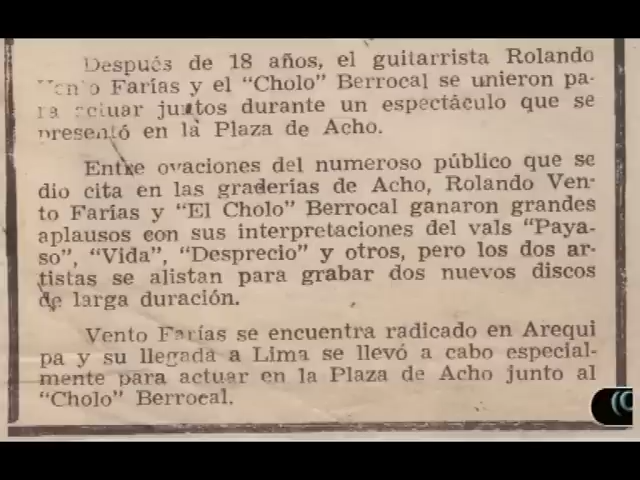 Después de 18 años, el guitarrista Rolando
Vento Farías y el "Cholo" Berrocal se unieron pa-
ra actuar juntos durante un espectáculo que se
presentó en la Plaza de Acho.
Entre ovaciones del numeroso público que se
dio cita en las graderías de Acho, Rolando Ven-
to Farías y "El Cholo" Berrocal ganaron grandes
aplausos con sus interpretaciones del vals "Paya-
so", "Vida", "Desprecio" y otros, pero los dos ar-
tistas se alistan para grabar dos nuevos discos
de larga duración.
Vento Farías se encuentra radicado en Arequi
pa y su llegada a Lima se llevó a cabo especial-
mente para actuar en la Plaza de Acho junto al
"Cholo" Berrocal.